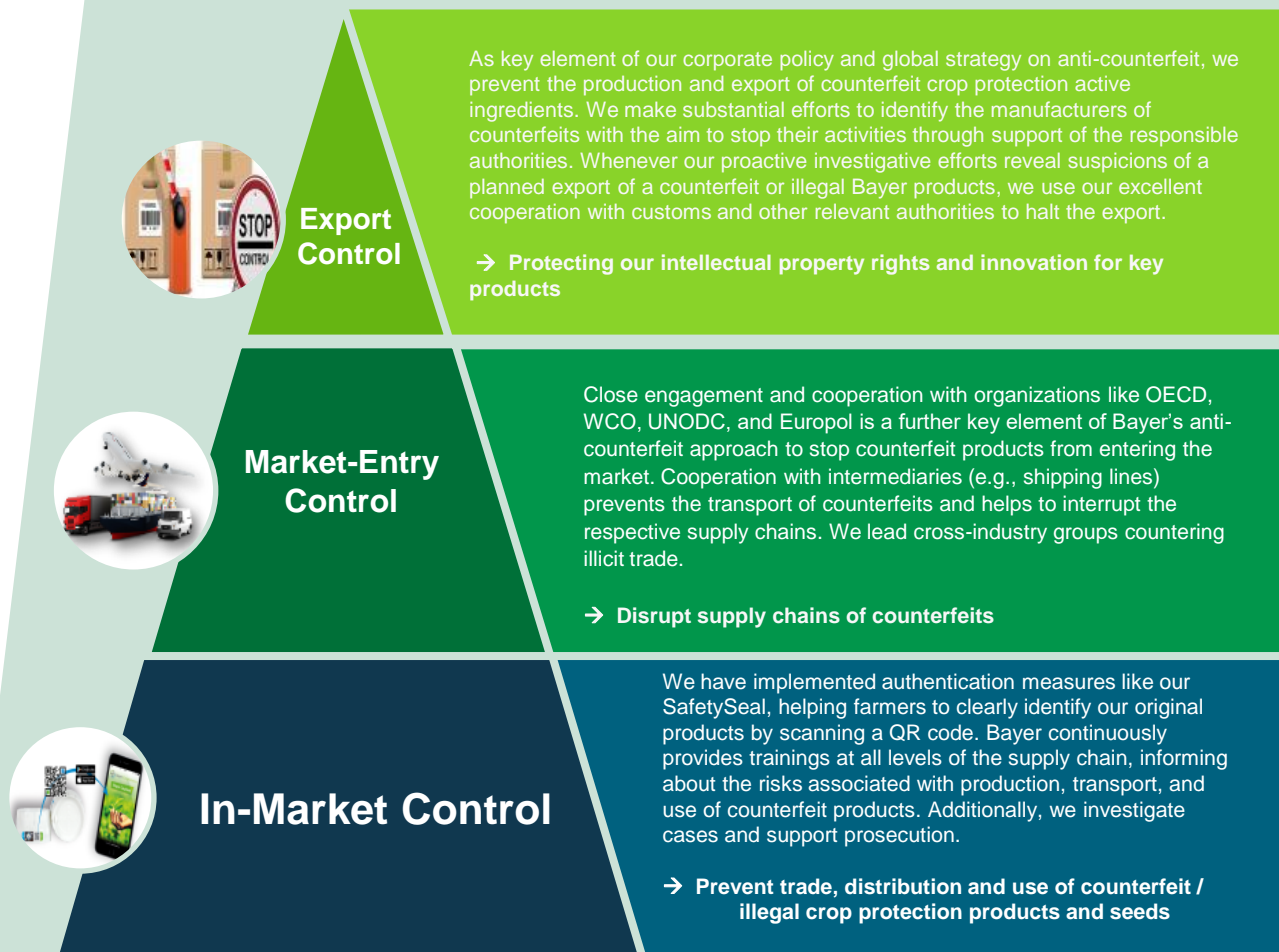 As key element of our corporate policy and global strategy on anti-counterfeit, we
prevent the production and export of counterfeit crop protection active
ingredients. We make substantial efforts to identify the manufacturers of
counterfeits with the aim to stop their activities through support of the responsible
authorities. Whenever our proactive investigative efforts reveal suspicions of a
planned export of a counterfeit or illegal Bayer products, we use our excellent
cooperation with customs and other relevant authorities to halt the export.
→ Protecting our intellectual property rights and innovation for key
products
STOP
CONTROL
Export
Control
Close engagement and cooperation with organizations like OECD,
WCO, UNODC, and Europol is a further key element of Bayer’s anti-
counterfeit approach to stop counterfeit products from entering the
market. Cooperation with intermediaries (e.g., shipping lines)
prevents the transport of counterfeits and helps to interrupt the
respective supply chains. We lead cross-industry groups countering
illicit trade.
→ Disrupt supply chains of counterfeits
Market-Entry
Control
We have implemented authentication measures like our
SafetySeal, helping farmers to clearly identify our original
products by scanning a QR code. Bayer continuously
provides trainings at all levels of the supply chain, informing
about the risks associated with production, transport, and
use of counterfeit products. Additionally, we investigate
cases and support prosecution.
→ Prevent trade, distribution and use of counterfeit /
illegal crop protection products and seeds
In-Market Control